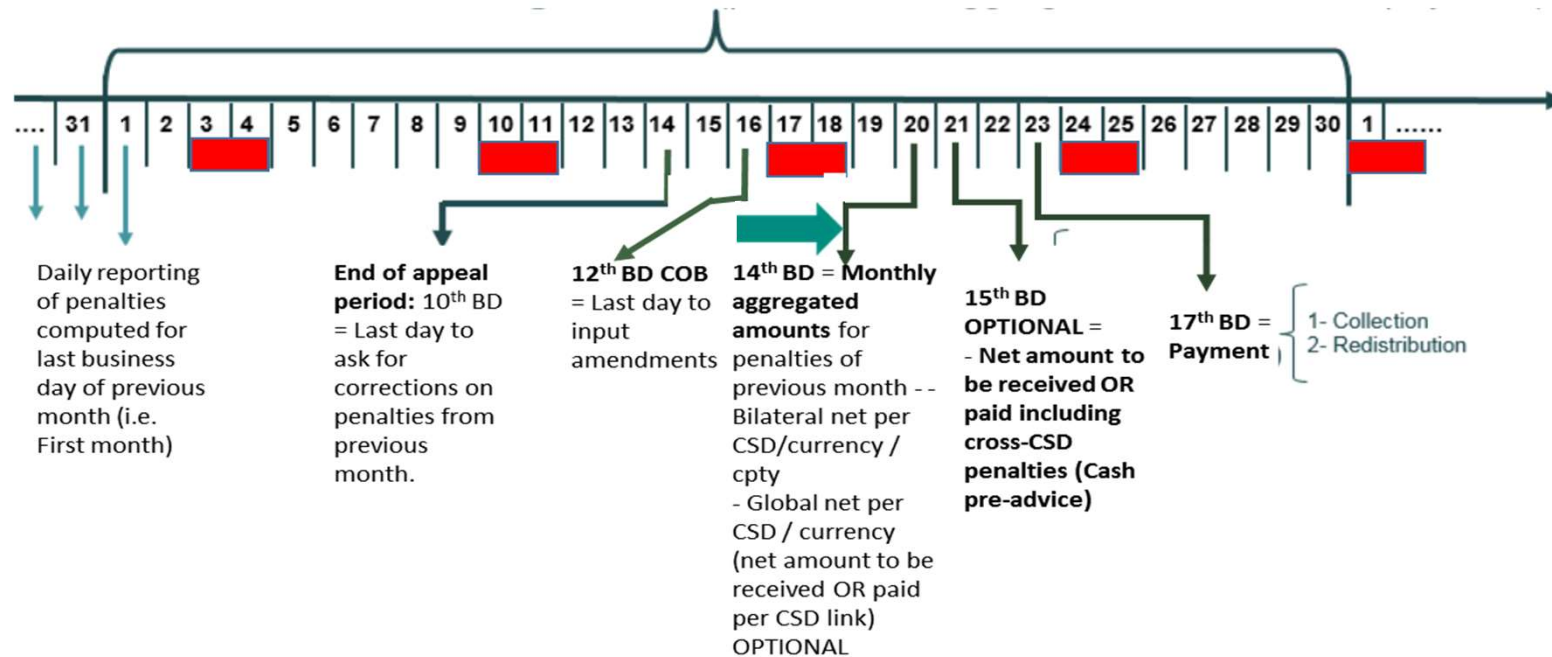 .... 31 1 2 3 4 5 6 7 8 9 10 11 12 13 14 15 16 17 18 19 20 21 22 23 24 25 26 27 28 29 30 1 ......
Daily reporting
of penalties
computed for
last business
day of previous
month (i.e.
First month)
End of appeal
period: 10th BD
= Last day to
ask for
corrections on
penalties from
previous
month.
12th BD COB
= Last day to
input
amendments
14th BD = Monthly
aggregated
amounts for
penalties of
previous month - -
Bilateral net per
CSD/currency /
cpty
- Global net per
CSD / currency
(net amount to be
received OR paid
per CSD link)
OPTIONAL
15th BD
OPTIONAL =
- Net amount to
be received OR
paid including
cross-CSD
penalties (Cash
pre-advice)
17th BD =
Payment
1- Collection
2- Redistribution